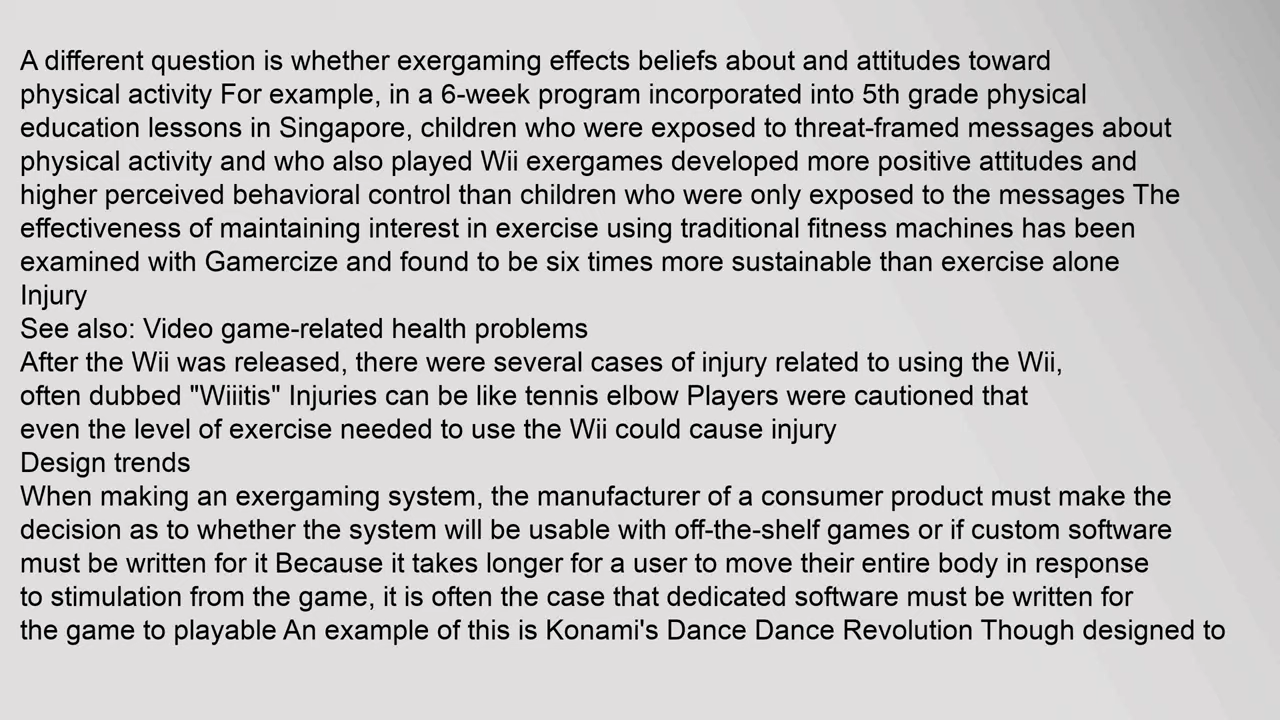 A different question is whether exergaming effects beliefs about and attitudes toward
physical activity For example, in a 6-week program incorporated into 5th grade physical
education lessons in Singapore, children who were exposed to threat-framed messages about
physical activity and who also played Wii exergames developed more positive attitudes and
higher perceived behavioral control than children who were only exposed to the messages The
effectiveness of maintaining interest in exercise using traditional fitness machines has been
examined with Gamercize and found to be six times more sustainable than exercise alone
Injury
See also: Video game-related health problems
After the Wii was released, there were several cases of injury related to using the Wii,
often dubbed "Wiiitis" Injuries can be like tennis elbow Players were cautioned that
even the level of exercise needed to use the Wii could cause injury
Design trends
When making an exergaming system, the manufacturer of a consumer product must make the
decision as to whether the system will be usable with off-the-shelf games or if custom software
must be written for it Because it takes longer for a user to move their entire body in response
to stimulation from the game, it is often the case that dedicated software must be written for
the game to playable An example of this is Konami's Dance Dance Revolution Though designed to